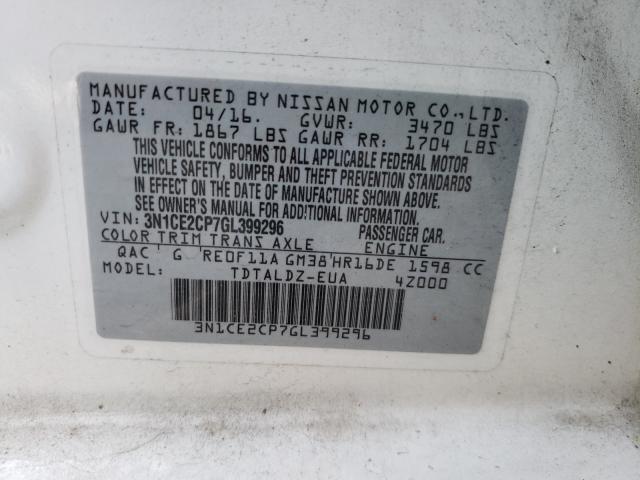 MANUFACTURED BY NISSAN MOTOR CO., LTD.
DATE: 04/16. GVWR: 3470 LBS
GAWR FR: 1867 LBS GAWR RR: 1704 LBS
THIS VEHICLE CONFORMS TO ALL APPLICABLE FEDERAL MOTOR
VEHICLE SAFETY, BUMPER AND THEFT PREVENTION STANDARDS
IN EFFECT ON THE DATE OF MANUFACTURE SHOWN ABOVE.
SEE OWNER'S MANUAL FOR ADDITIONAL INFORMATION.
VIN: 3N1CE2CP7GL399296 PASSENGER CAR.
COLOR TRIM TRANS AXLE ENGINE
QAC G RE0F11A GM38 HR16DE 1598 CC
MODEL: TDTALDZ-EUA 4Z000
3N1CE2CP7GL399296